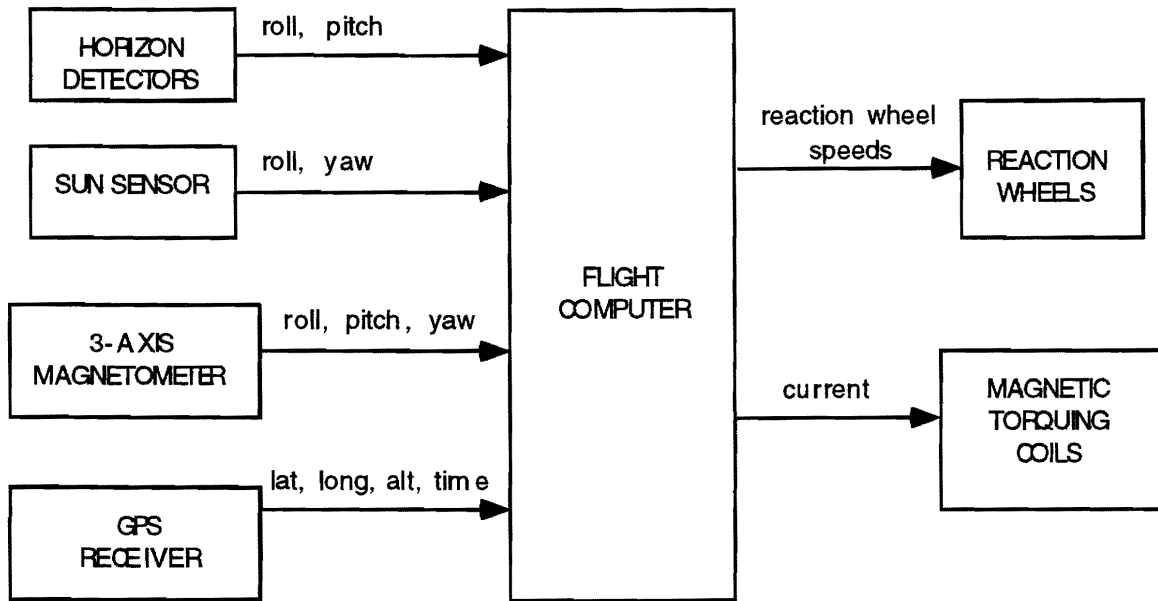 HORIZON
DETECTORS
roll, pitch
SUN SENSOR
roll, yaw
3-AXIS
MAGNETOMETER
roll, pitch, yaw
GPS
RECEIVER
lat, long, alt, time
FLIGHT
COMPUTER
reaction wheel
speeds
REACTION
WHEELS
current
MAGNETIC
TORQUING
COILS